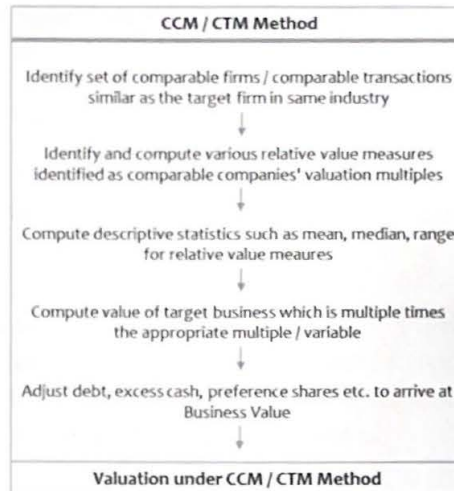 CCM / CTM Method
Identify set of comparable firms / comparable transactions
similar as the target firm in same industry
Identify and compute various relative value measures
identified as comparable companies' valuation multiples
Compute descriptive statistics such as mean, median, range
for relative value meaures
Compute value of target business which is multiple times
the appropriate multiple / variable
Adjust debt, excess cash, preference shares etc. to arrive at
Business Value
Valuation under CCM / CTM Method